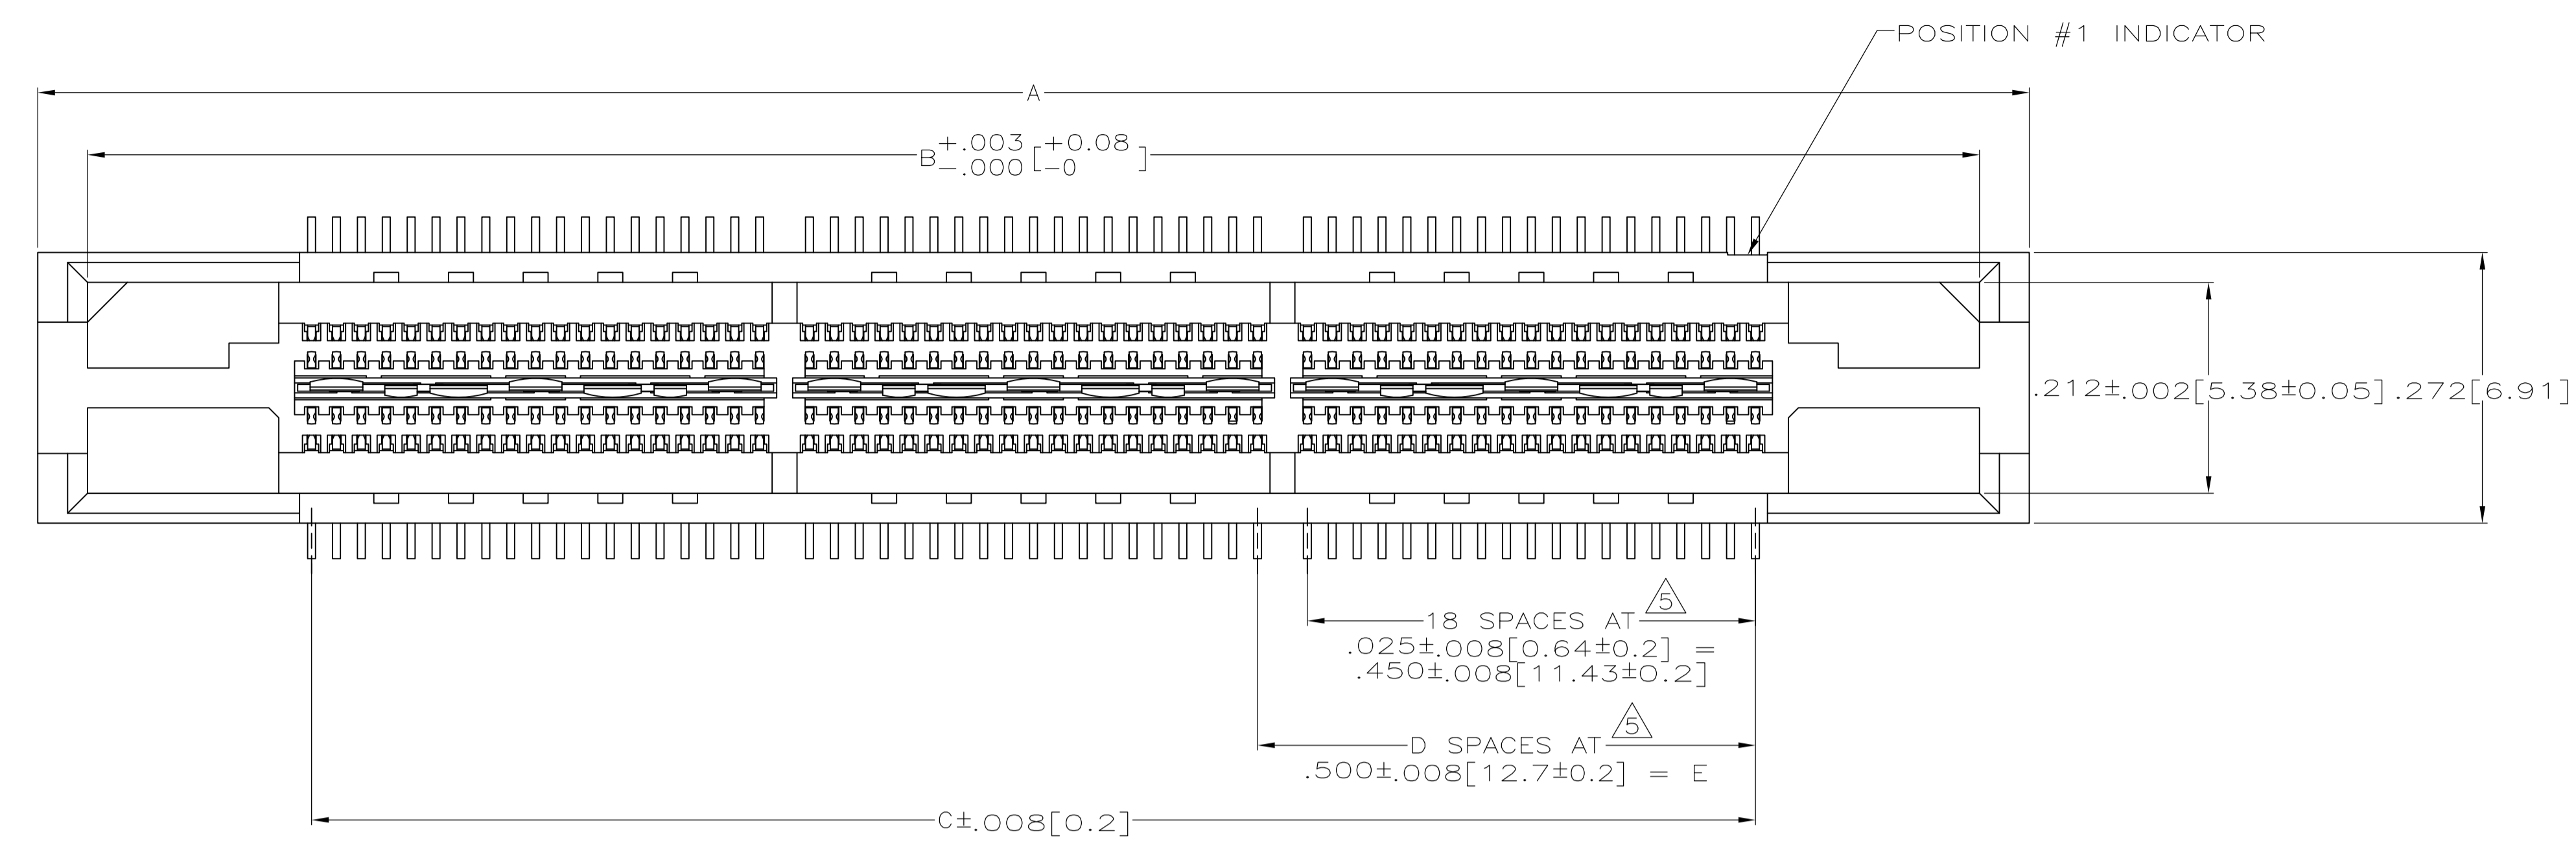 POSITION #1 INDICATOR
A
B +.003 -.000 [+0.08 -0]
.212±.002[5.38±0.05]
.272[6.91]
18 SPACES AT 5
.025±.008[0.64±0.2] =
.450±.008[11.43±0.2]
D SPACES AT 5
.500±.008[12.7±0.2] = E
C±.008[0.2]